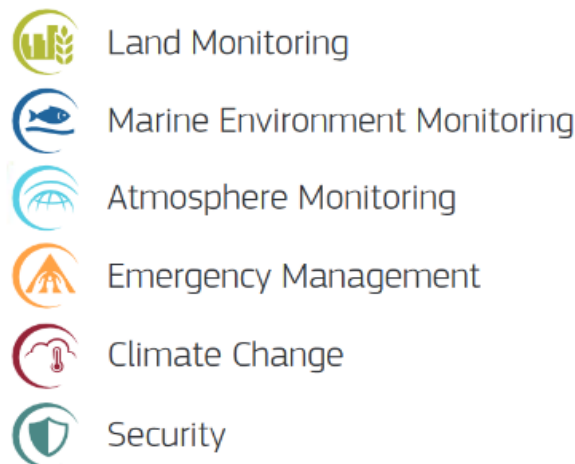 Land Monitoring
Marine Environment Monitoring
Atmosphere Monitoring
Emergency Management
Climate Change
Security